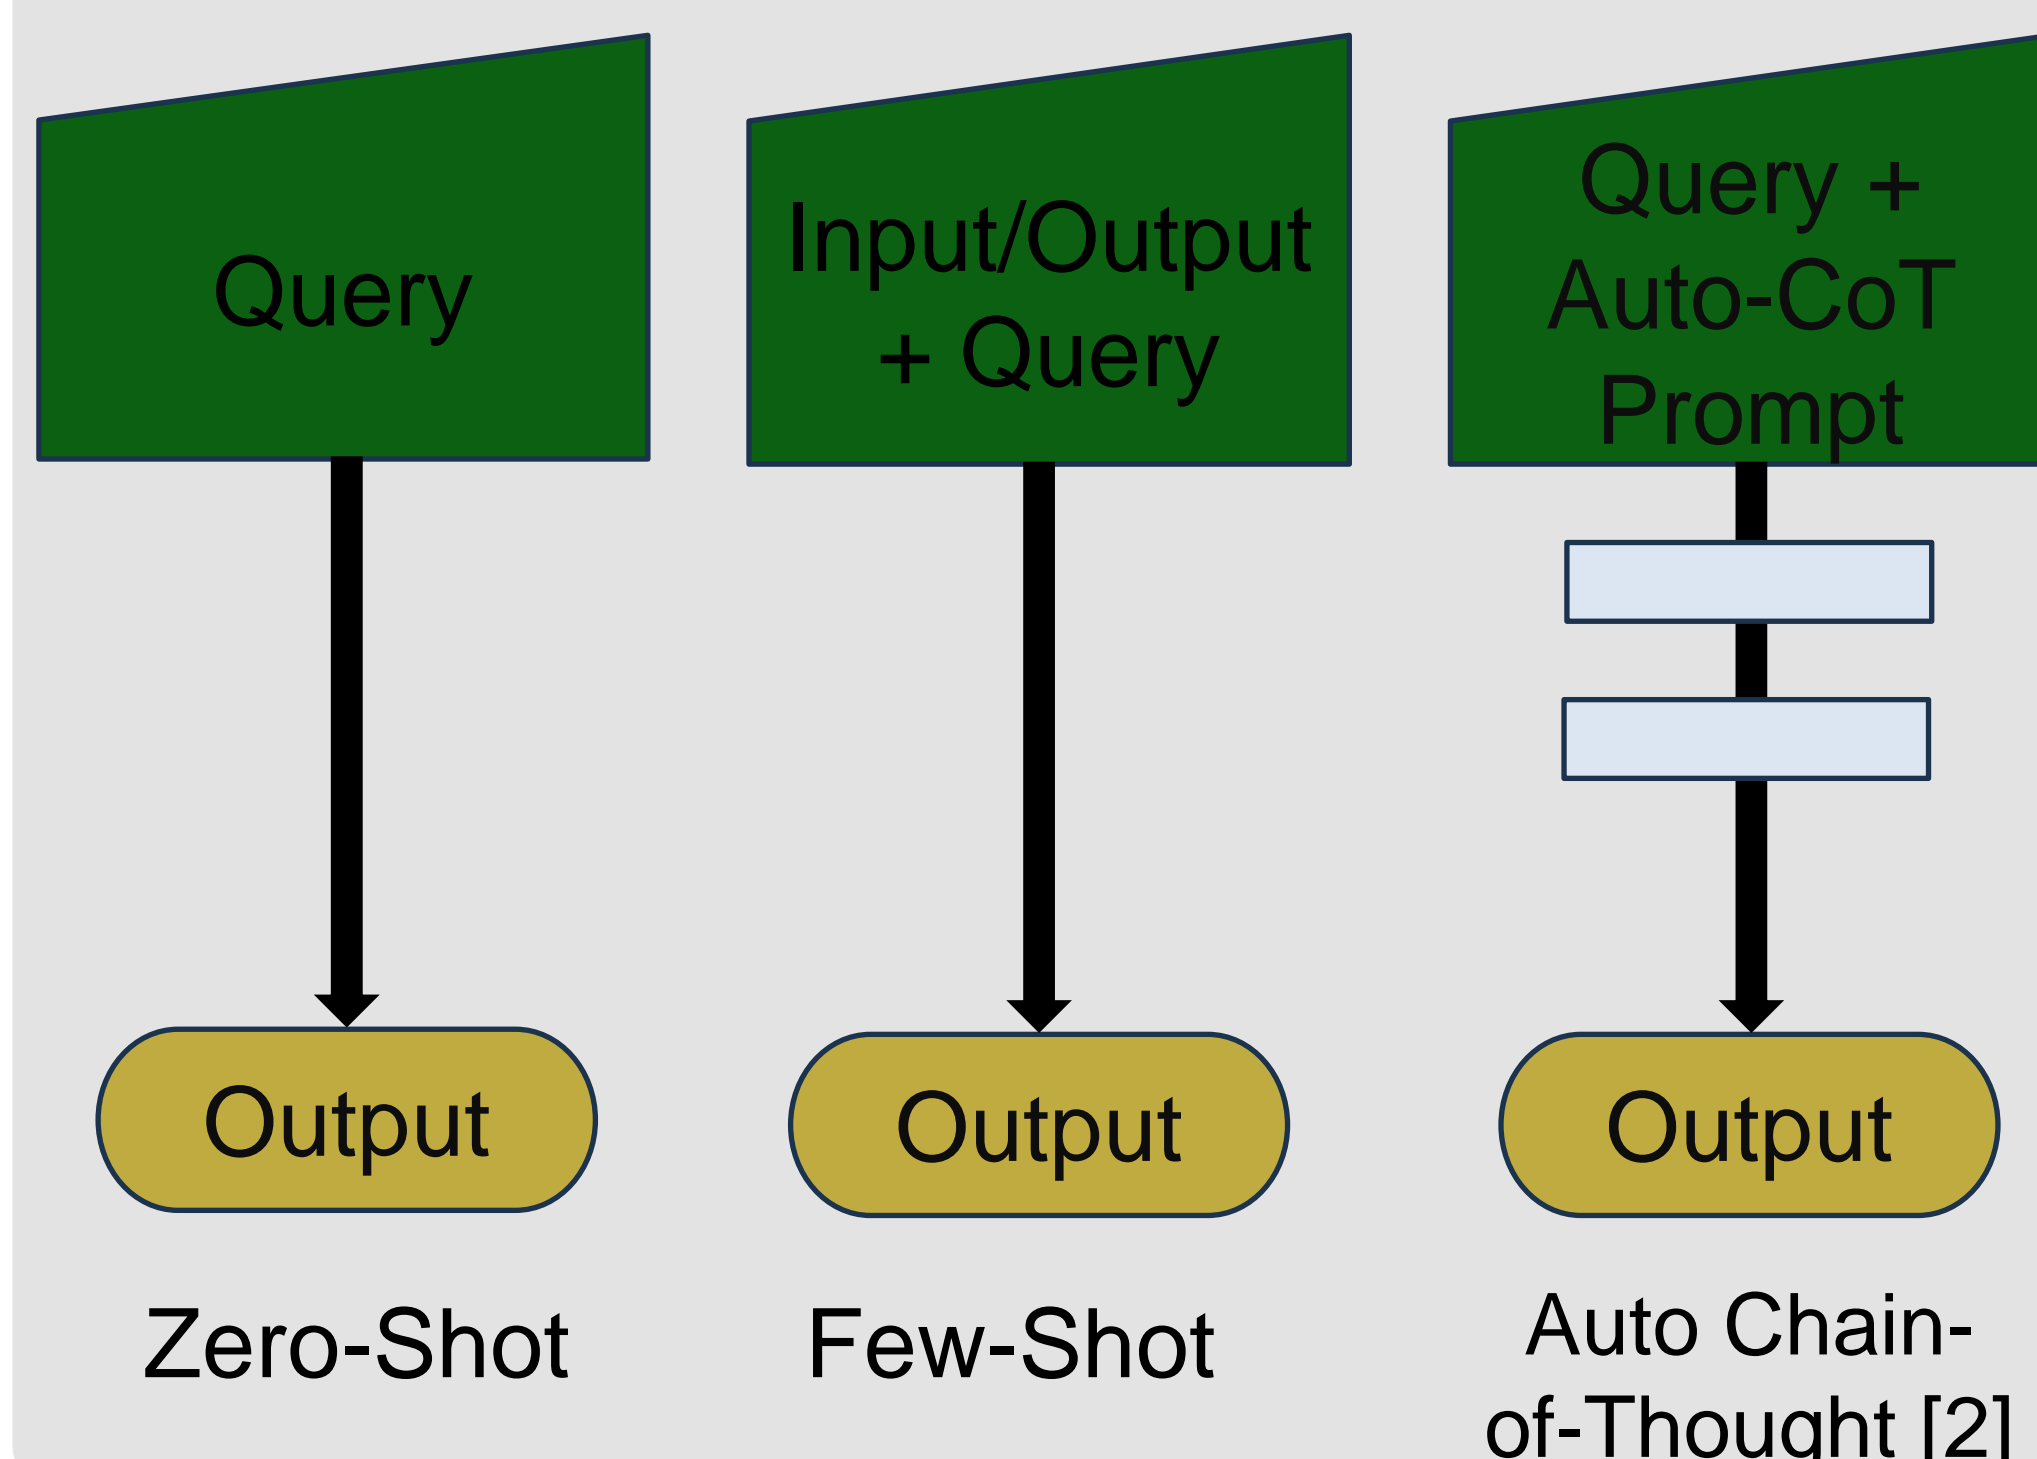 Query
Output
Zero-Shot
Input/Output
+ Query
Output
Few-Shot
Query +
Auto-CoT
Prompt
Output
Auto Chain-
of-Thought [2]